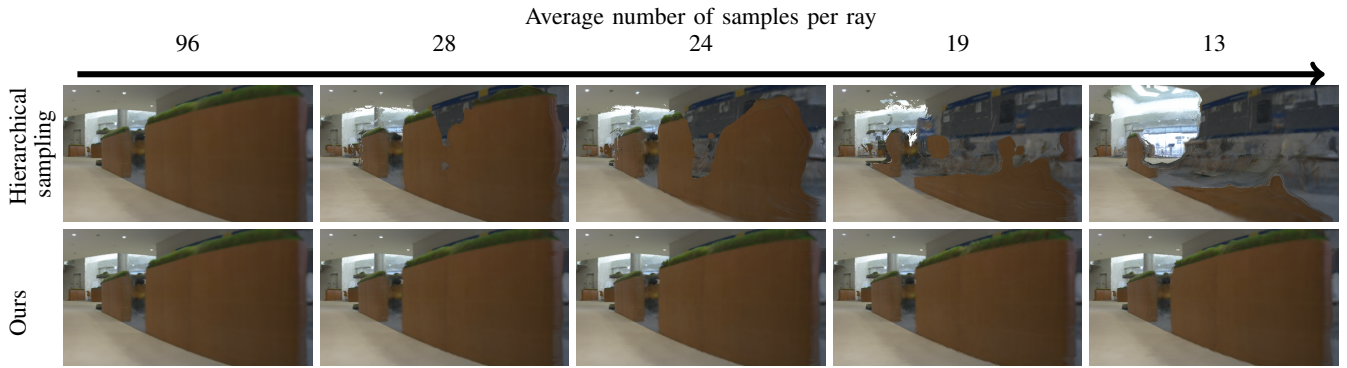 Average number of samples per ray
96 28 24 19 13
Hierarchical
sampling
Ours